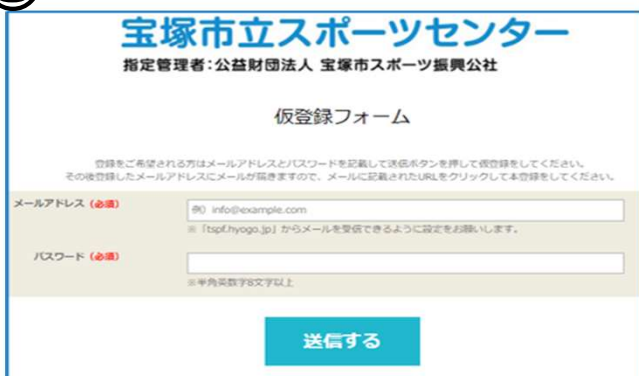 宝塚市立スポーツセンター
指定管理者:公益財団法人 宝塚市スポーツ振興公社
仮登録フォーム
登録をご希望される方はメールアドレスとパスワードを記載して送信ボタンを押して仮登録をしてください。
その後登録したメールアドレスにメールが届きますので、メールに記載されたURLをクリックして本登録をしてください。
メールアドレス (必須)
例) info@example.com
※「tspf.hyogo.jp」からメールを受信できるように設定をお願いします。
パスワード (必須)
※半角英数字8文字以上
送信する